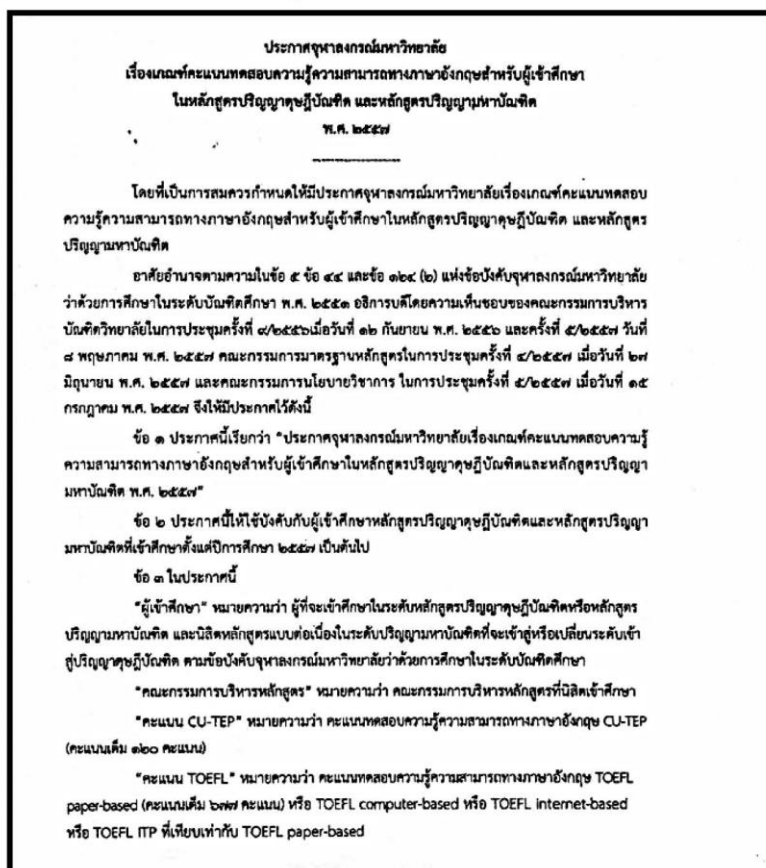 ประกาศจุฬาลงกรณ์มหาวิทยาลัย
เรื่องเกณฑ์คะแนนทดสอบความรู้ความสามารถทางภาษาอังกฤษสำหรับผู้เข้าศึกษา
ในหลักสูตรปริญญาดุษฎีบัณฑิต และหลักสูตรปริญญามหาบัณฑิต
พ.ศ. ๒๕๕๗
โดยที่เป็นการสมควรกำหนดให้มีประกาศจุฬาลงกรณ์มหาวิทยาลัยเรื่องเกณฑ์คะแนนทดสอบ
ความรู้ความสามารถทางภาษาอังกฤษสำหรับผู้เข้าศึกษาในหลักสูตรปริญญาดุษฎีบัณฑิต และหลักสูตร
ปริญญามหาบัณฑิต
อาศัยอำนาจตามความในข้อ ๕ ข้อ ๔๔ และข้อ ๑๒๔ (๒) แห่งข้อบังคับจุฬาลงกรณ์มหาวิทยาลัย
ว่าด้วยการศึกษาในระดับบัณฑิตศึกษา พ.ศ. ๒๕๕๑ อธิการบดีโดยความเห็นชอบของคณะกรรมการบริหาร
บัณฑิตวิทยาลัยในการประชุมครั้งที่ ๙/๒๕๕๖เมื่อวันที่ ๑๒ กันยายน พ.ศ. ๒๕๕๖ และครั้งที่ ๕/๒๕๕๗ วันที่
๘ พฤษภาคม พ.ศ. ๒๕๕๗ คณะกรรมการมาตรฐานหลักสูตรในการประชุมครั้งที่ ๔/๒๕๕๗ เมื่อวันที่ ๒๗
มิถุนายน พ.ศ. ๒๕๕๗ และคณะกรรมการนโยบายวิชาการ ในการประชุมครั้งที่ ๕/๒๕๕๗ เมื่อวันที่ ๑๕
กรกฎาคม พ.ศ. ๒๕๕๗ จึงให้มีประกาศไว้ดังนี้
ข้อ ๑ ประกาศนี้เรียกว่า "ประกาศจุฬาลงกรณ์มหาวิทยาลัยเรื่องเกณฑ์คะแนนทดสอบความรู้
ความสามารถทางภาษาอังกฤษสำหรับผู้เข้าศึกษาในหลักสูตรปริญญาดุษฎีบัณฑิตและหลักสูตรปริญญา
มหาบัณฑิต พ.ศ. ๒๕๕๗"
ข้อ ๒ ประกาศนี้ให้ใช้บังคับกับผู้เข้าศึกษาหลักสูตรปริญญาดุษฎีบัณฑิตและหลักสูตรปริญญา
มหาบัณฑิตที่เข้าศึกษาตั้งแต่ปีการศึกษา ๒๕๕๗ เป็นต้นไป
ข้อ ๓ ในประกาศนี้
"ผู้เข้าศึกษา" หมายความว่า ผู้ที่จะเข้าศึกษาในระดับหลักสูตรปริญญาดุษฎีบัณฑิตหรือหลักสูตร
ปริญญามหาบัณฑิต และนิสิตหลักสูตรแบบต่อเนื่องในระดับปริญญามหาบัณฑิตที่จะเข้าสู่หรือเปลี่ยนระดับเข้า
สู่ปริญญาดุษฎีบัณฑิต ตามข้อบังคับจุฬาลงกรณ์มหาวิทยาลัยว่าด้วยการศึกษาในระดับบัณฑิตศึกษา
"คณะกรรมการบริหารหลักสูตร" หมายความว่า คณะกรรมการบริหารหลักสูตรที่นิสิตเข้าศึกษา
"คะแนน CU-TEP" หมายความว่า คะแนนทดสอบความรู้ความสามารถทางภาษาอังกฤษ CU-TEP
(คะแนนเต็ม ๑๒๐ คะแนน)
"คะแนน TOEFL" หมายความว่า คะแนนทดสอบความรู้ความสามารถทางภาษาอังกฤษ TOEFL
paper-based (คะแนนเต็ม ๖๗๗ คะแนน) หรือ TOEFL computer-based หรือ TOEFL internet-based
หรือ TOEFL ITP ที่เทียบเท่ากับ TOEFL paper-based